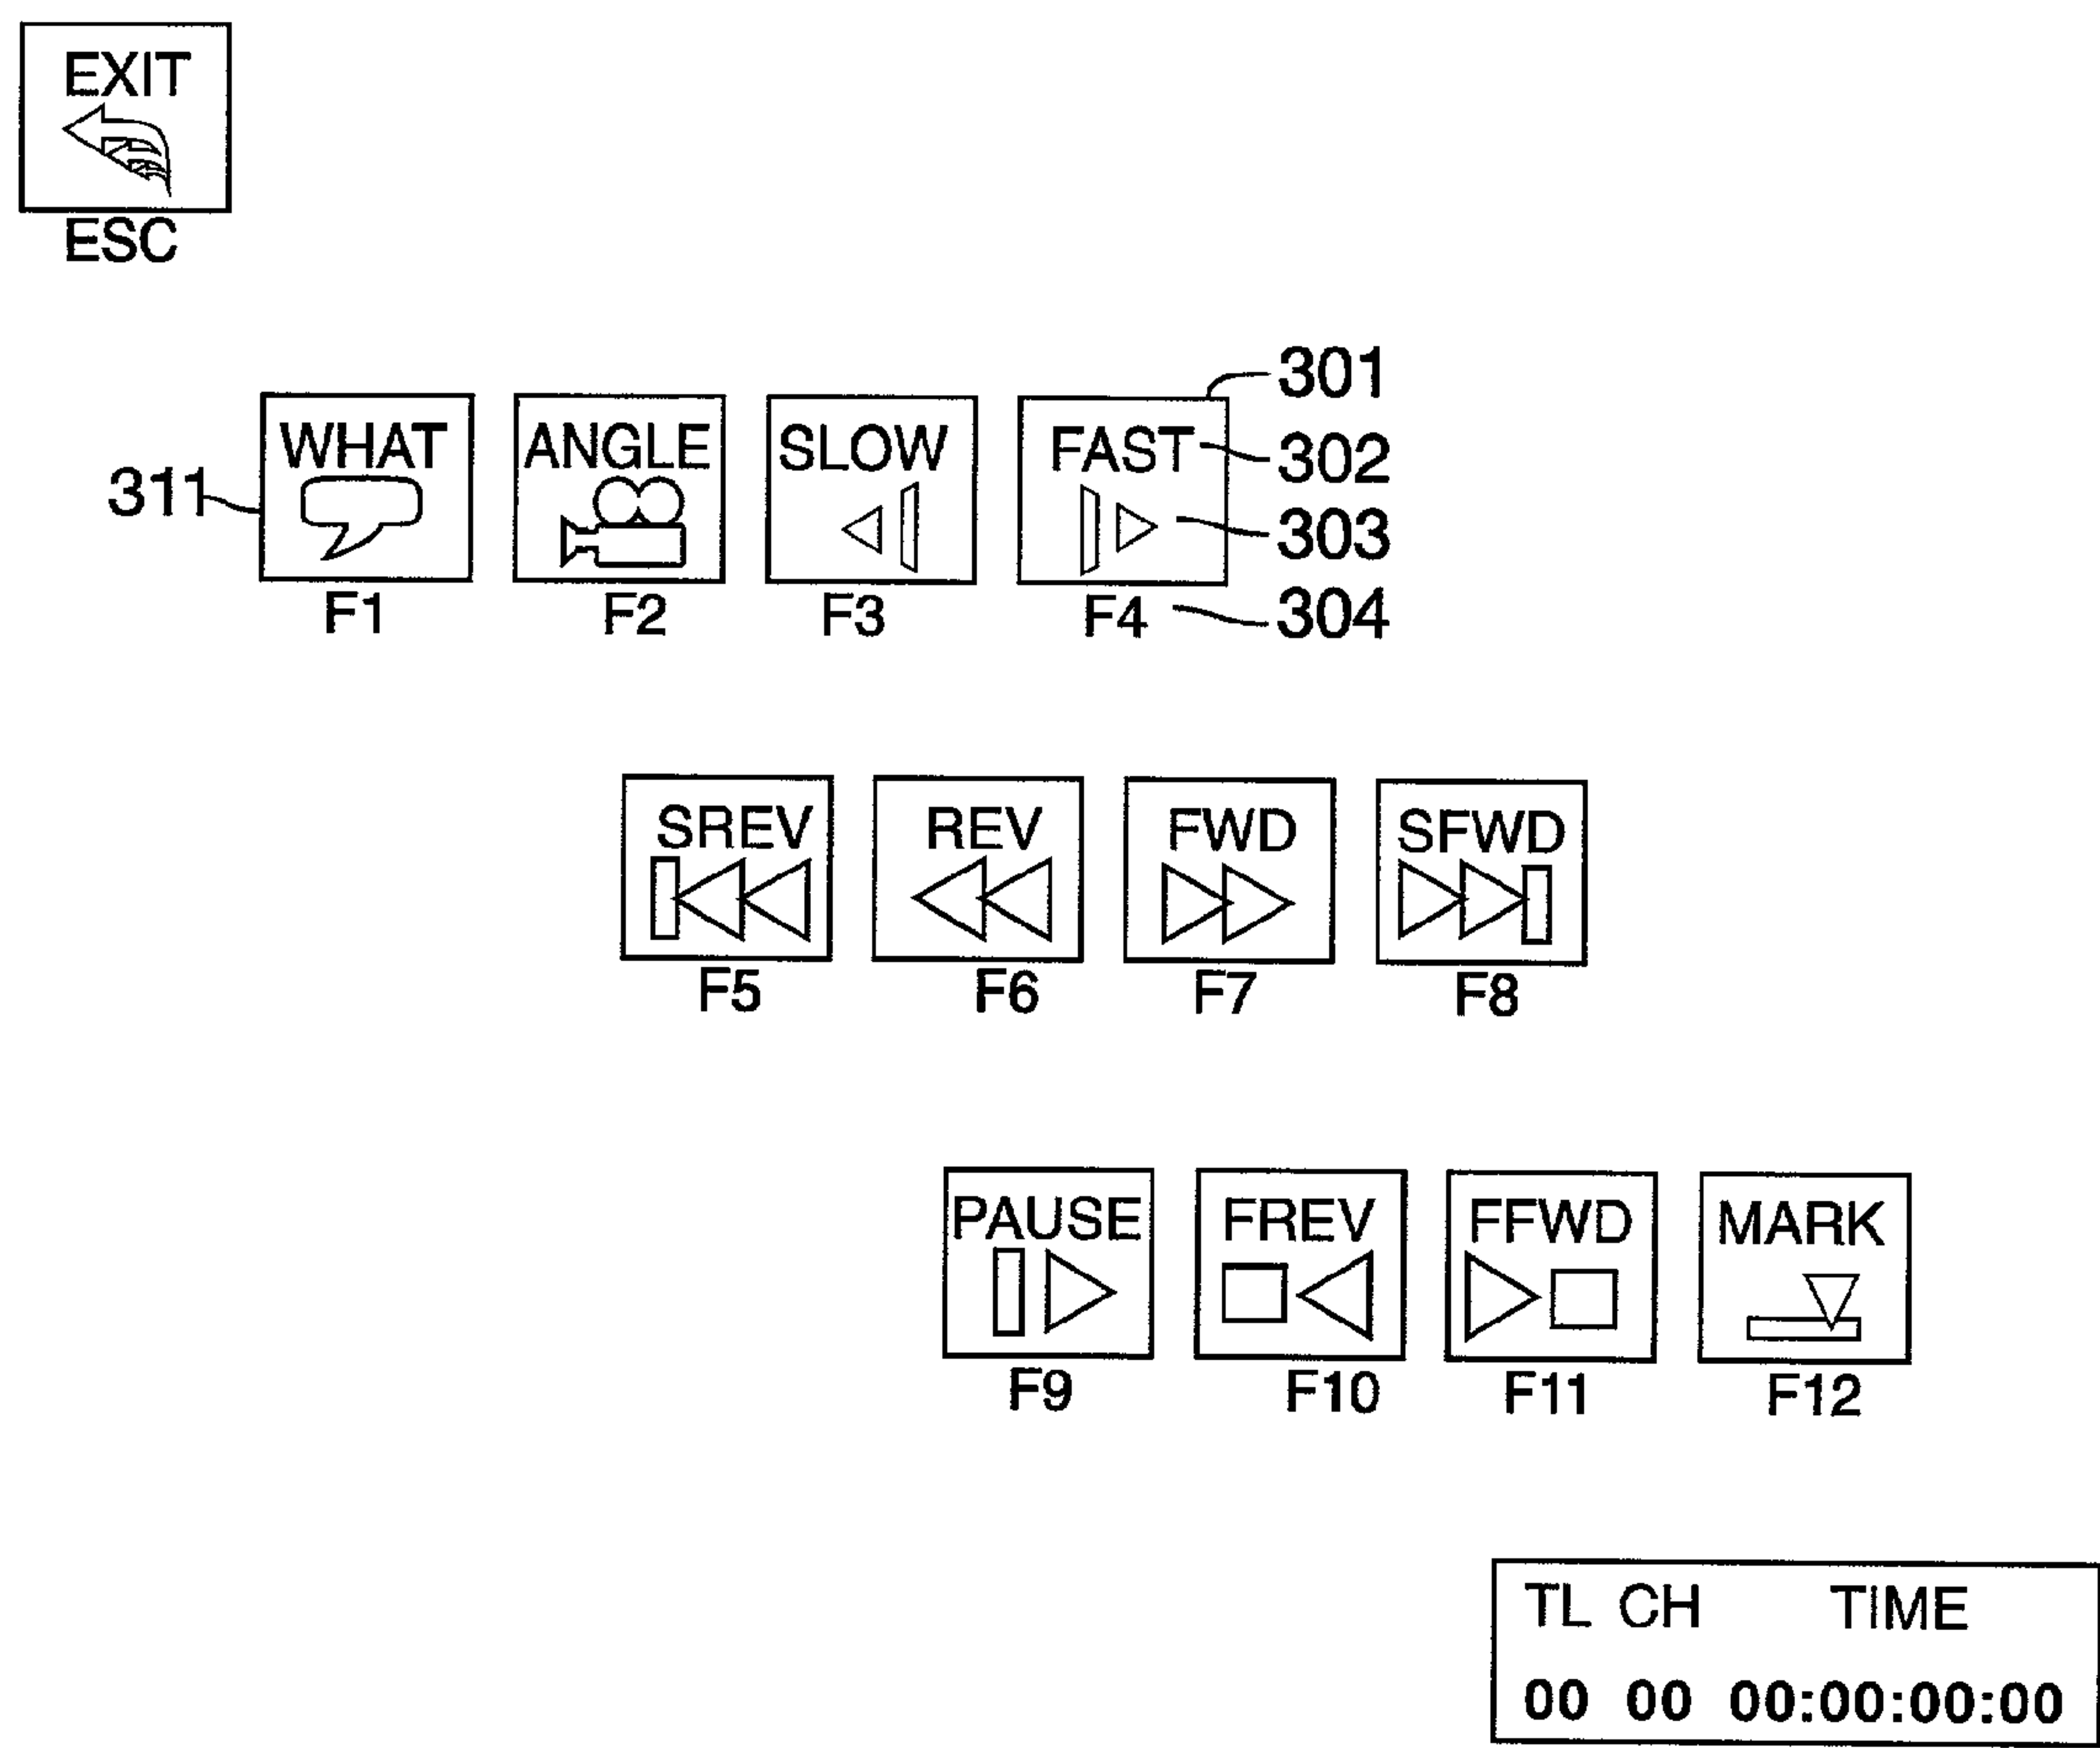 EXIT
ESC
301
WHAT ANGLE SLOW FAST 302
311
303
F1 F2 F3 F4 304
SREV REV FWD SFWD
F5 F6 F7 F8
PAUSE FREV FFWD MARK
F9 F10 F11 F12
TL CH TIME
00 00 00:00:00:00